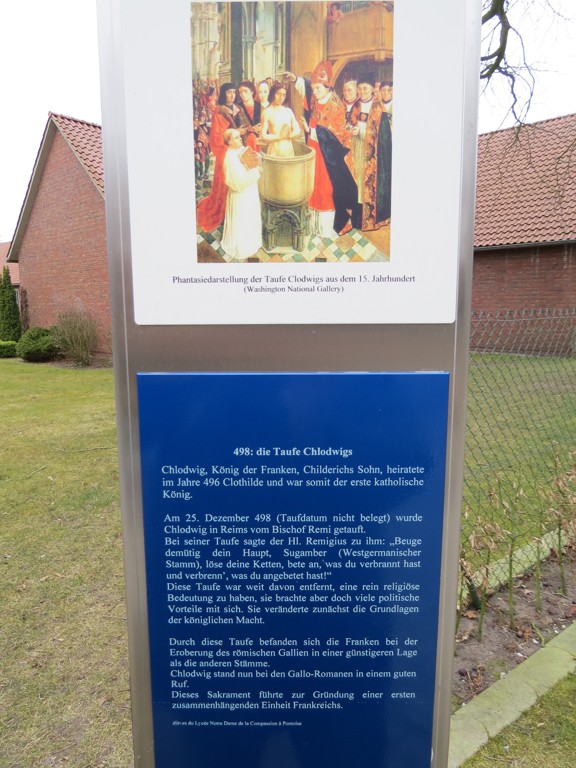 Phantasiedarstellung der Taufe Clodwigs aus dem 15. Jahrhundert
(Washington National Gallery)
498: die Taufe Chlodwigs
Chlodwig, König der Franken, Childerichs Sohn, heiratete
im Jahre 496 Clothilde und war somit der erste katholische
König.
Am 25. Dezember 498 (Taufdatum nicht belegt) wurde
Chlodwig in Reims vom Bischof Remi getauft.
Bei seiner Taufe sagte der Hl. Remigius zu ihm: „Beuge
demütig dein Haupt, Sugamber (Westgermanischer
Stamm), löse deine Ketten, bete an, was du verbrannt hast
und verbrenn’, was du angebetet hast!“
Diese Taufe war weit davon entfernt, eine rein religiöse
Bedeutung zu haben, sie brachte aber doch viele politische
Vorteile mit sich. Sie veränderte zunächst die Grundlagen
der königlichen Macht.
Durch diese Taufe befanden sich die Franken bei der
Eroberung des römischen Gallien in einer günstigeren Lage
als die anderen Stämme.
Chlodwig stand nun bei den Gallo-Romanen in einem guten
Ruf.
Dieses Sakrament führte zur Gründung einer ersten
zusammenhängenden Einheit Frankreichs.
élèves du Lycée Notre Dame de la Compassion à Pontoise